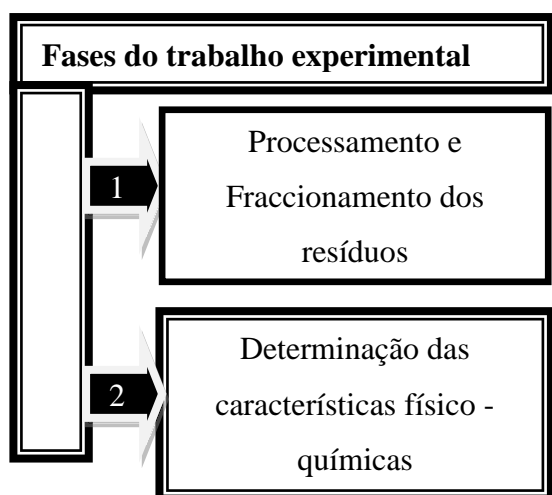 Fases do trabalho experimental
1
Processamento e
Fraccionamento dos
resíduos
2
Determinação das
características físico -
químicas